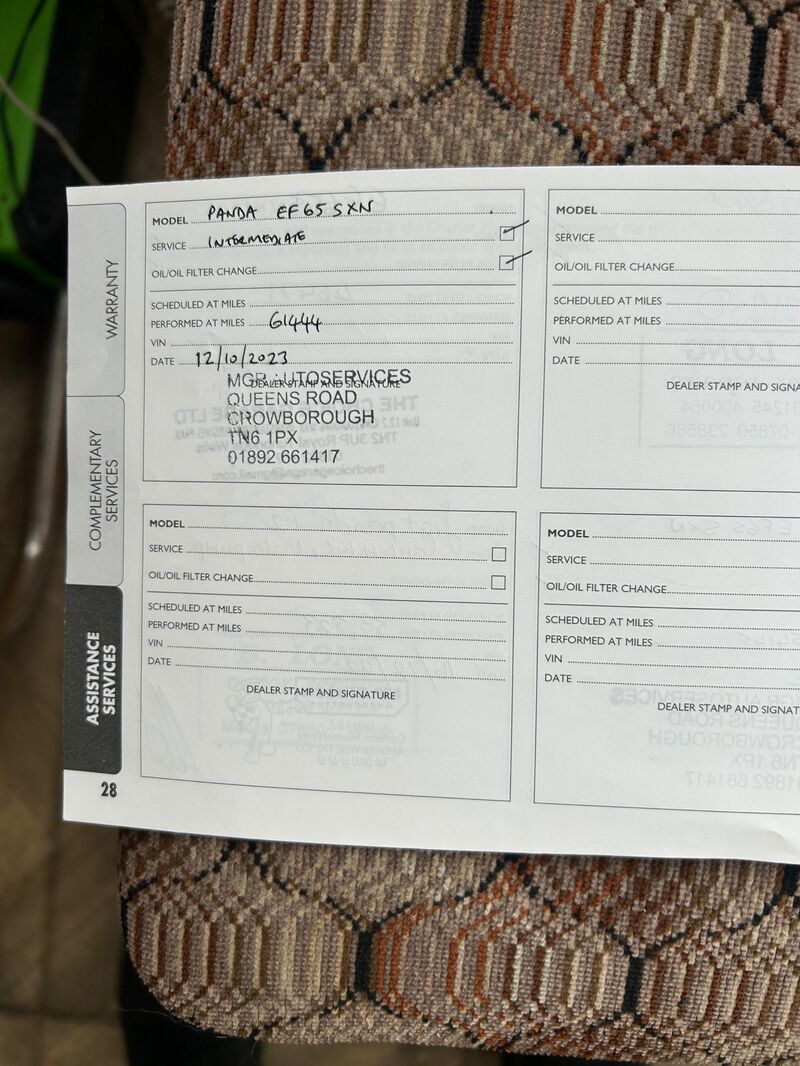 WARRANTY
COMPLEMENTARY
SERVICES
ASSISTANCE
SERVICES
28
MODEL PANDA EF65 SXN
SERVICE INTERMEDIATE
OIL/OIL FILTER CHANGE
SCHEDULED AT MILES
PERFORMED AT MILES 61444
VIN
DATE 12/10/2023
DEALER STAMP AND SIGNATURE
MGR AUTOSERVICES
QUEENS ROAD
CROWBOROUGH
TN6 1PX
01892 661417
MODEL
SERVICE
OIL/OIL FILTER CHANGE
SCHEDULED AT MILES
PERFORMED AT MILES
VIN
DATE
DEALER STAMP AND SIGNA
MODEL
SERVICE
OIL/OIL FILTER CHANGE
SCHEDULED AT MILES
PERFORMED AT MILES
VIN
DATE
DEALER STAMP AND SIGNATURE
MODEL
SERVICE
OIL/OIL FILTER CHANGE
SCHEDULED AT MILES
PERFORMED AT MILES
VIN
DATE
DEALER STAMP AND SIGNAT